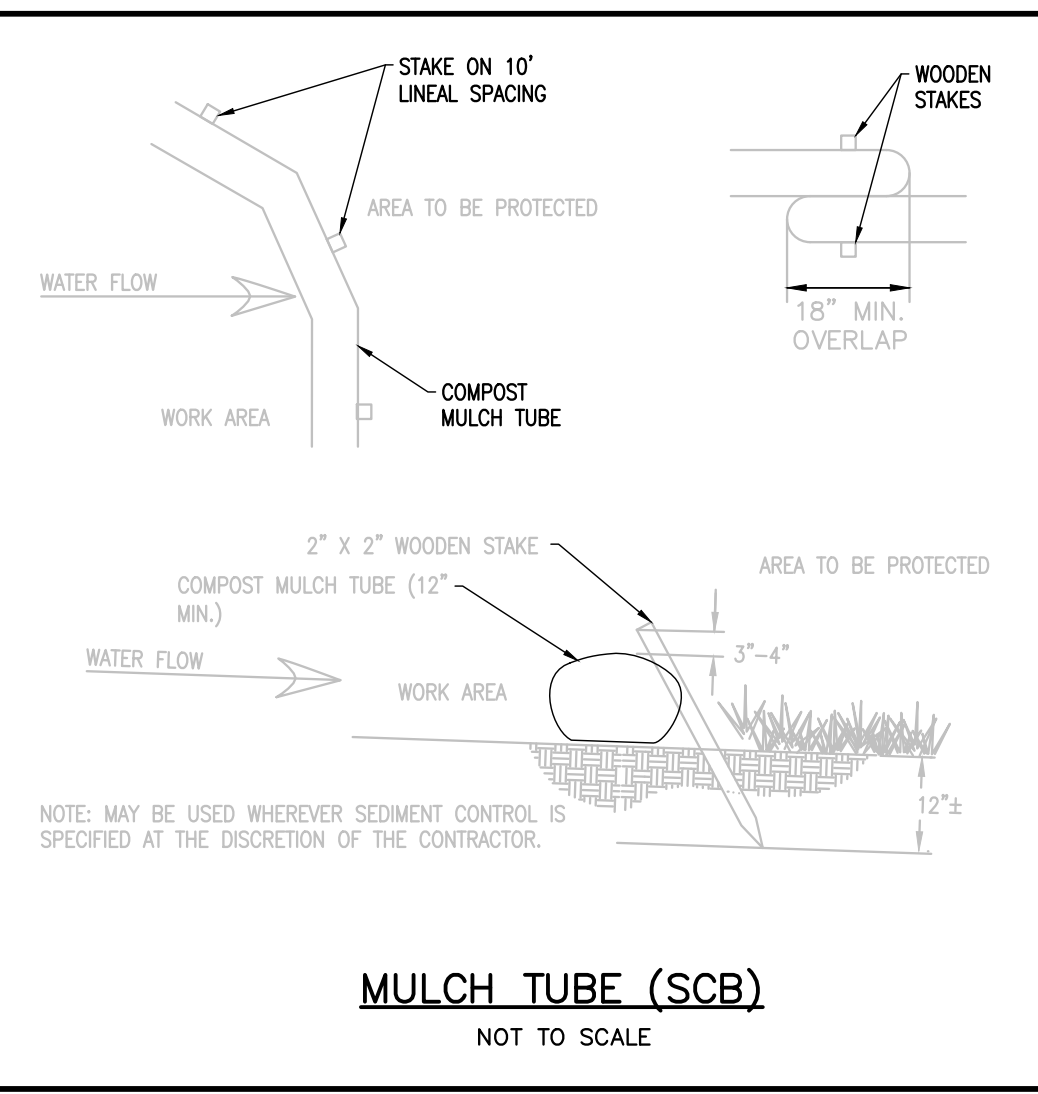 STAKE ON 10'
LINEAL SPACING
WOODEN
STAKES
AREA TO BE PROTECTED
WATER FLOW
18" MIN.
OVERLAP
COMPOST
MULCH TUBE
WORK AREA
2" X 2" WOODEN STAKE
AREA TO BE PROTECTED
COMPOST MULCH TUBE (12"
MIN.)
3"-4"
WATER FLOW
WORK AREA
12"±
NOTE: MAY BE USED WHEREVER SEDIMENT CONTROL IS
SPECIFIED AT THE DISCRETION OF THE CONTRACTOR.
MULCH TUBE (SCB)
NOT TO SCALE